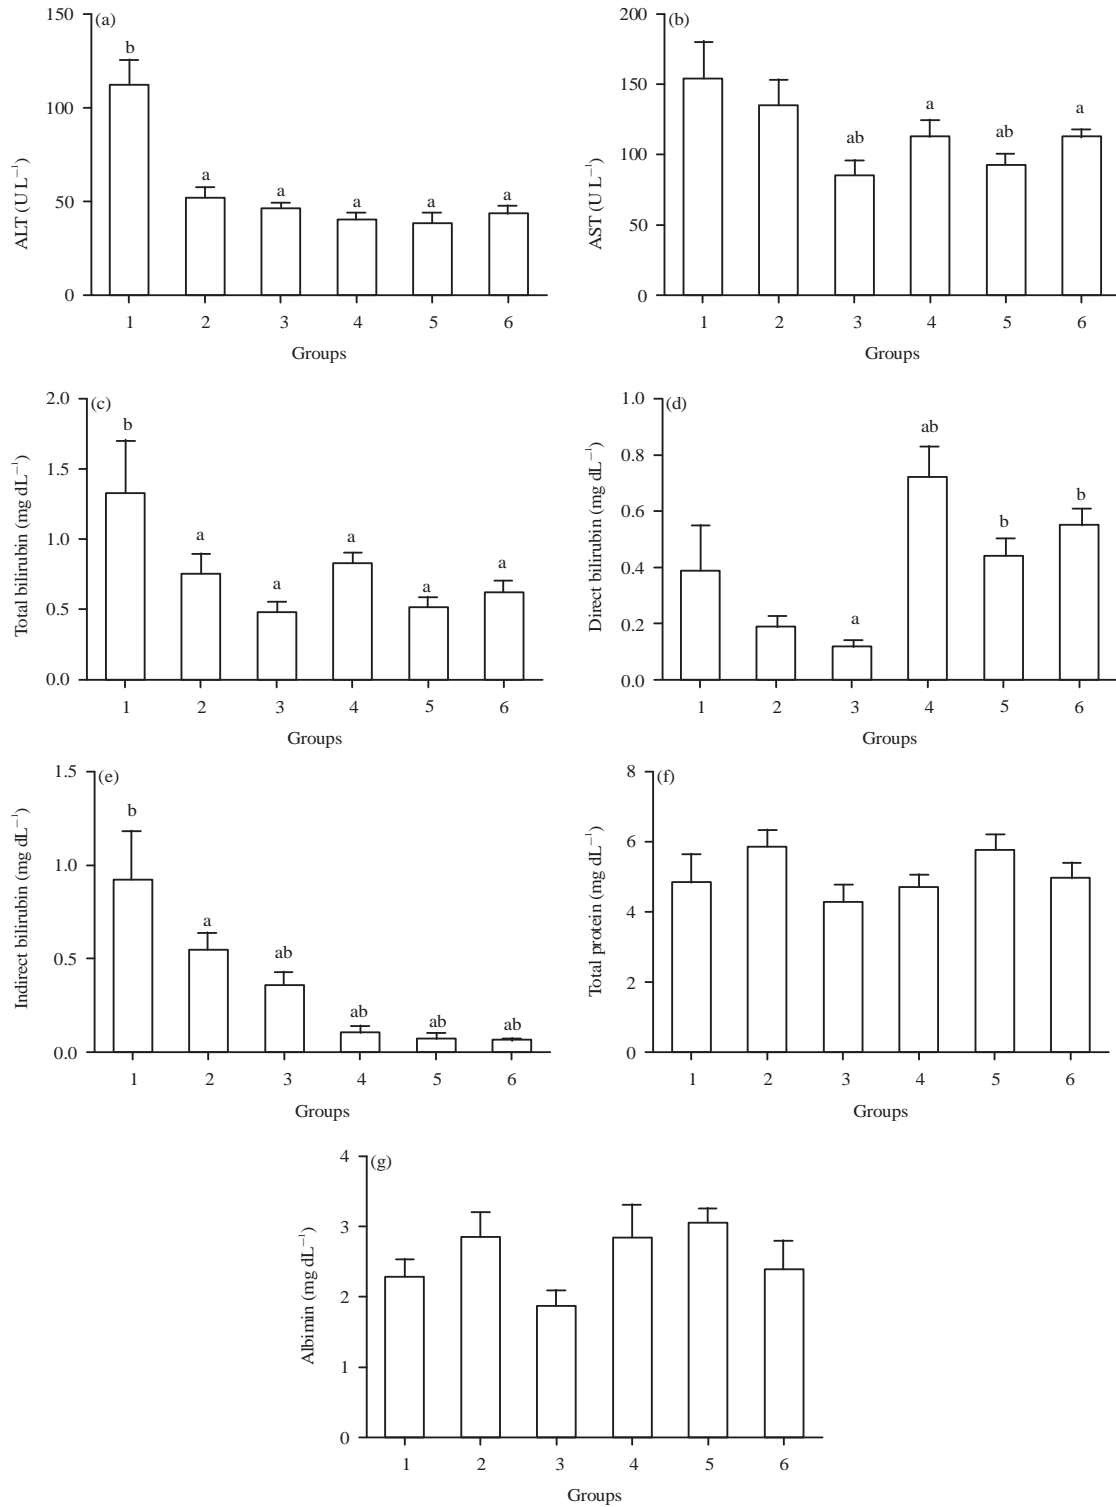 (a)
150
100
50
0
ALT (U L⁻¹)
b
a
a
a
a
a
1 2 3 4 5 6
Groups
(b)
200
150
100
50
0
AST (U L⁻¹)
ab
a
ab
a
1 2 3 4 5 6
Groups
(c)
2.0
1.5
1.0
0.5
0.0
Total bilirubin (mg dL⁻¹)
b
a
a
a
a
a
1 2 3 4 5 6
Groups
(d)
1.0
0.8
0.6
0.4
0.2
0.0
Direct bilirubin (mg dL⁻¹)
a
ab
b
b
1 2 3 4 5 6
Groups
(e)
1.5
1.0
0.5
0.0
Indirect bilirubin (mg dL⁻¹)
b
a
ab
ab
ab
ab
1 2 3 4 5 6
Groups
(f)
8
6
4
2
0
Total protein (mg dL⁻¹)
1 2 3 4 5 6
Groups
(g)
4
3
2
1
0
Albimin (mg dL⁻¹)
1 2 3 4 5 6
Groups